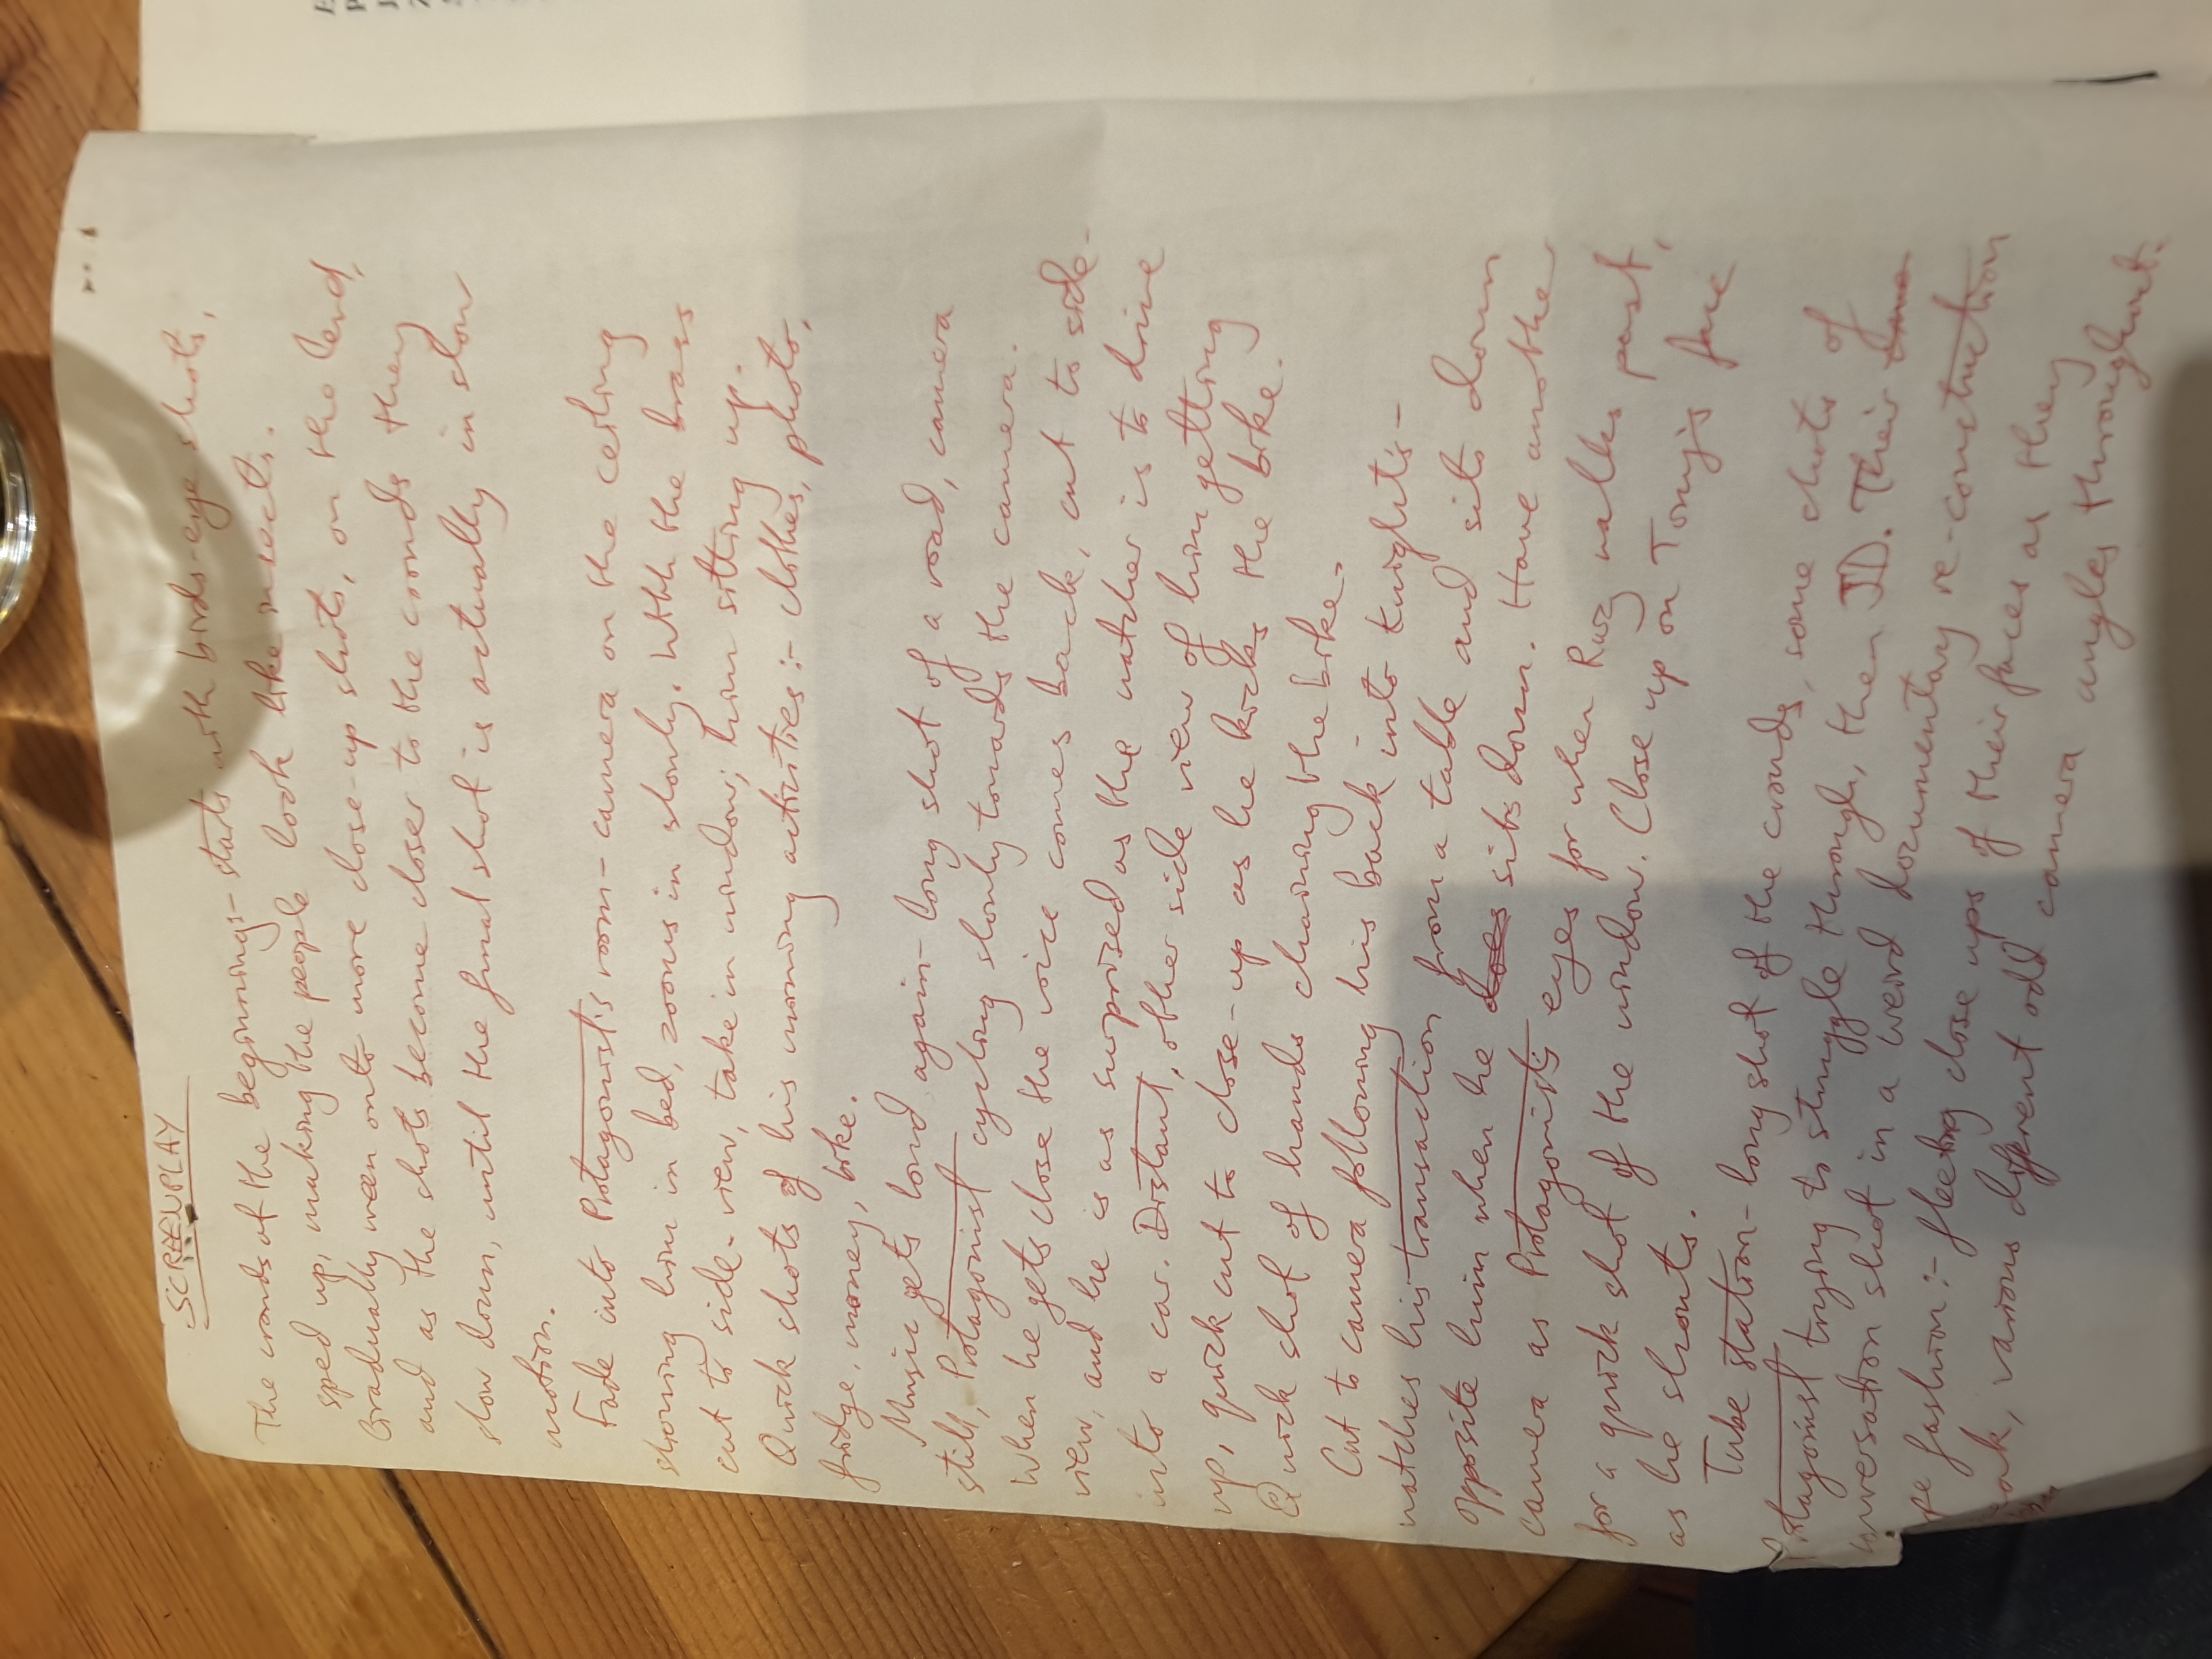 SCREENPLAY
The crowds at the beginning:- starts with birds-eye shots,
sped up, making the people look like insects.
Gradually ween onto more close-up shots, on the level,
and as the shots become closer to the crowds they
slow down, until the final shot is actually in slow
motion.
Fade into Protagonist's room - camera on the ceiling
showing him in bed, zooms in slowly. With the brass
cut to side-view, take in window; him sitting up.
Quick shots of his morning activities:- clothes, photo,
fridge, money, bike.
Music gets loud again - long shot of a road, camera
still, Protagonist cycling slowly towards the camera.
When he gets close the voice comes back, cut to side-
view, and he is as surprised as the watcher is to drive
into a car. Distant, other side view of him getting
up, quick cut to close-up as he kicks the bike.
Quick shot of hands chaining the bike.
Cut to camera following his back into Knight's -
watches his transaction from a table and sits down
opposite him when he does sits down. Have another
camera as Protagonist's eyes for when walks past,
for a quick shot of the window. Close up on Tony's face
as he shouts.
Tube station - long shot of the crowds, some shots of
Protagonist trying to struggle through, then JD. Their
conversation shot in a weird documentary re-construction
fashion:- fleeting close ups of their faces as they
various different odd camera angles throughout.